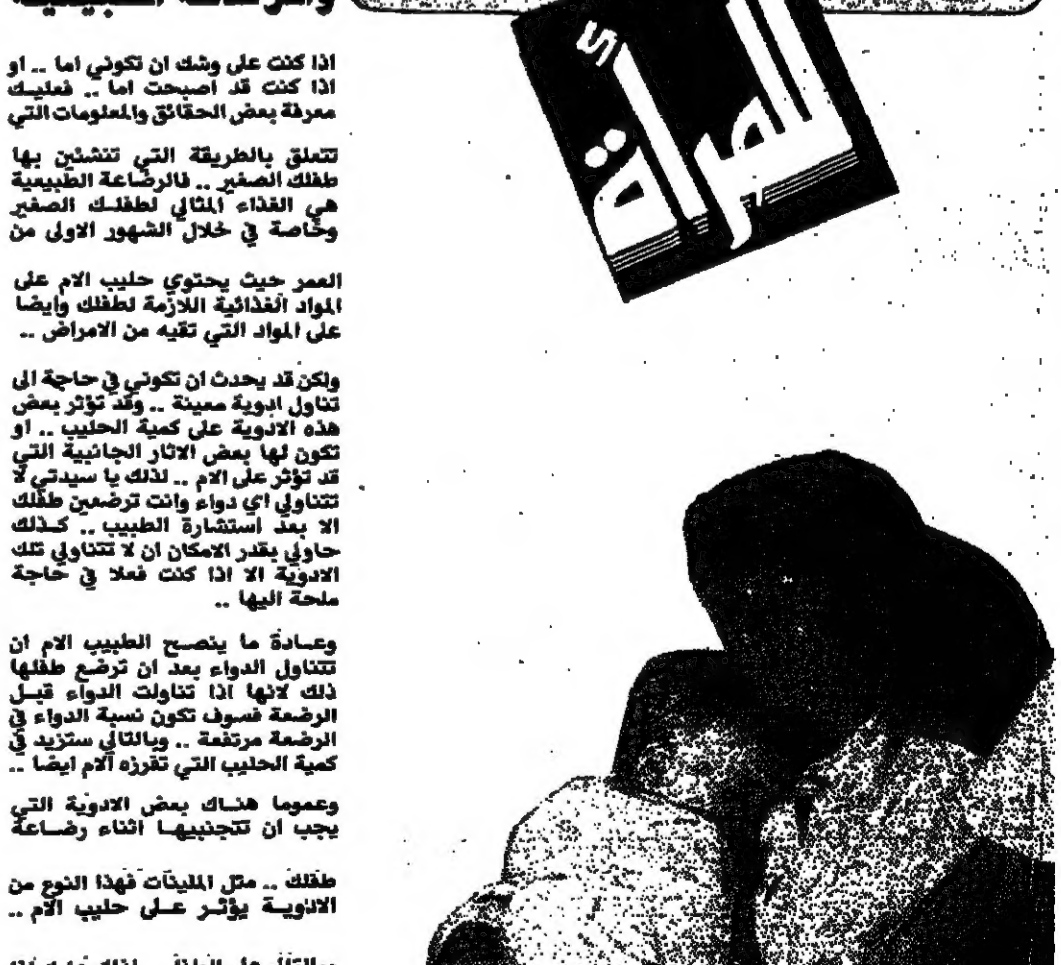 والرضاعة الطبيعية
للمرأة
اذا كنت على وشك ان تكوني اما .. او
اذا كنت قد اصبحت اما .. فعليك
معرفة بعض الحقائق والمعلومات التي
تتعلق بالطريقة التي تنشئين بها
طفلك الصغير .. فالرضاعة الطبيعية
هي الغذاء المثالي لطفلك الصغير
وخاصة في خلال الشهور الاولى من
العمر حيث يحتوي حليب الام على
المواد الغذائية اللازمة لطفلك وايضا
على المواد التي تقيه من الامراض ..
ولكن قد يحدث ان تكوني في حاجة الى
تناول ادوية معينة .. وقد تؤثر بعض
هذه الادوية على كمية الحليب .. او
تكون لها بعض الاثار الجانبية التي
قد تؤثر على الام .. لذلك يا سيدتي لا
تتناولي اي دواء وانت ترضعين طفلك
الا بعد استشارة الطبيب .. كذلك
حاولي بقدر الامكان ان لا تتناولي تلك
الادوية الا اذا كنت فعلا في حاجة
ملحة اليها ..
وعادة ما ينصح الطبيب الام ان
تتناول الدواء بعد ان ترضع طفلها
ذلك لانها اذا تناولت الدواء قبل
الرضعة فسوف تكون نسبة الدواء في
الرضعة مرتفعة .. وبالتالي ستزيد في
كمية الحليب التي تفرزه الام ايضا ..
وعموما هناك بعض الادوية التي
يجب ان تتجنبيها اثناء رضاعة
طفلك .. مثل الملينات فهذا النوع من
الادوية يؤثر على حليب الام ..